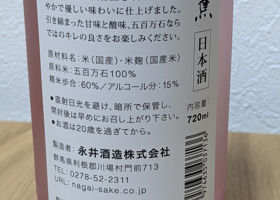 やかで優しい味わいに仕上げました。
引き締まった甘味と酸味、五百万石なら
ではのキレの良さをお楽しみください。
原材料:米(国産)・米麹(国産米)
原料米:五百万石100%
精米歩合:60%/アルコール分:15%
●直射日光を避け、暗所で保管し、
開封後は早めにお召し上がり下さい。
●お酒は20歳を過ぎてから。
■永井酒造株式会社
群馬県利根郡川場村門前713
TEL: 0278-52-2311
URL: nagai-sake.co.jp
日本酒
内容量:
720ml